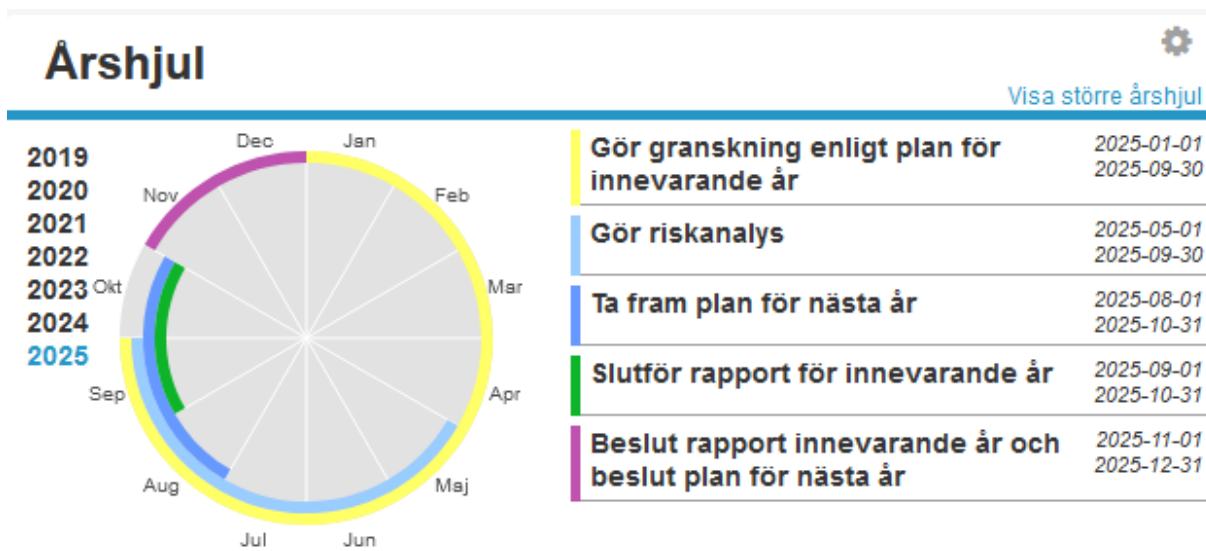 Årshjul
Visa större årshjul
2019
2020
2021
2022
2023
2024
2025
Jan
Feb
Mar
Apr
Maj
Jun
Jul
Aug
Sep
Okt
Nov
Dec
Gör granskning enligt plan för
innevarande år
2025-01-01
2025-09-30
Gör riskanalys
2025-05-01
2025-09-30
Ta fram plan för nästa år
2025-08-01
2025-10-31
Slutför rapport för innevarande år
2025-09-01
2025-10-31
Beslut rapport innevarande år och
beslut plan för nästa år
2025-11-01
2025-12-31